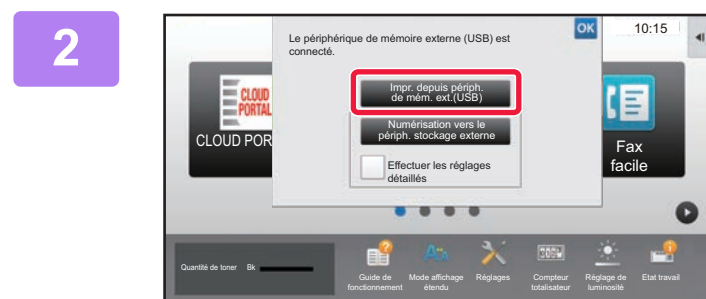 2
Le périphérique de mémoire externe (USB) est
connecté.
OK
10:15
Impr. depuis périph.
de mém. ext.(USB)
Numérisation vers le
périph. stockage externe
Effectuer les réglages
détaillés
CLOUD
PORTAL
CLOUD POR
Fax
facile
Quantité de toner
Bk
Guide de
fonctionnement
Mode affichage
étendu
Réglages
Compteur
totalisateur
Réglage de
luminosité
Etat travail